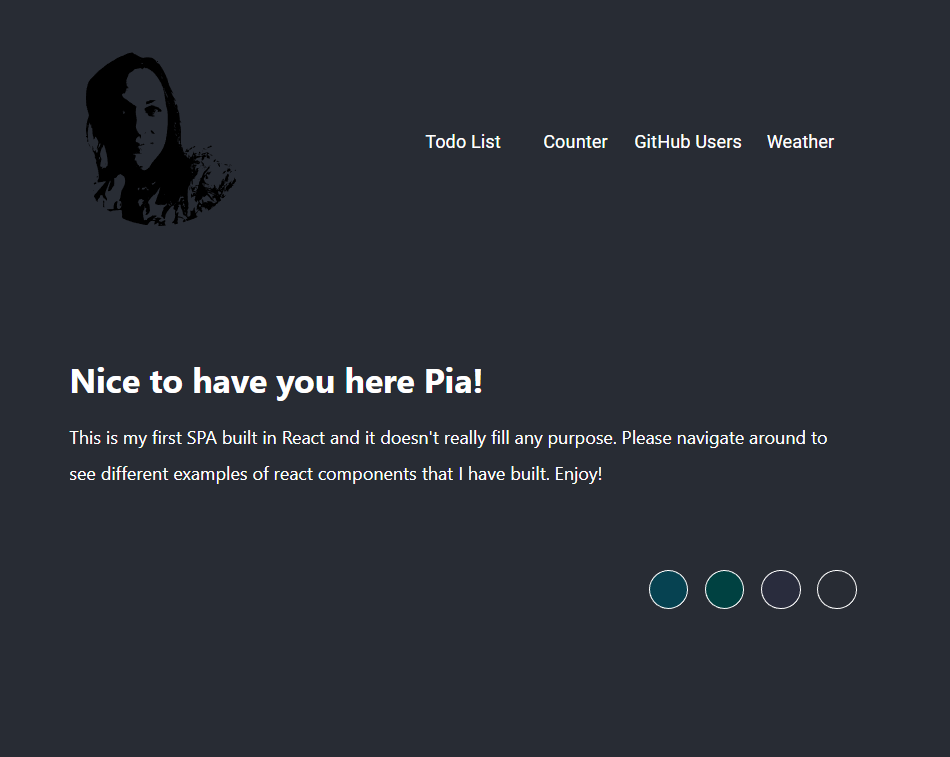 Todo List Counter GitHub Users Weather
Nice to have you here Pia!
This is my first SPA built in React and it doesn't really fill any purpose. Please navigate around to
see different examples of react components that I have built. Enjoy!